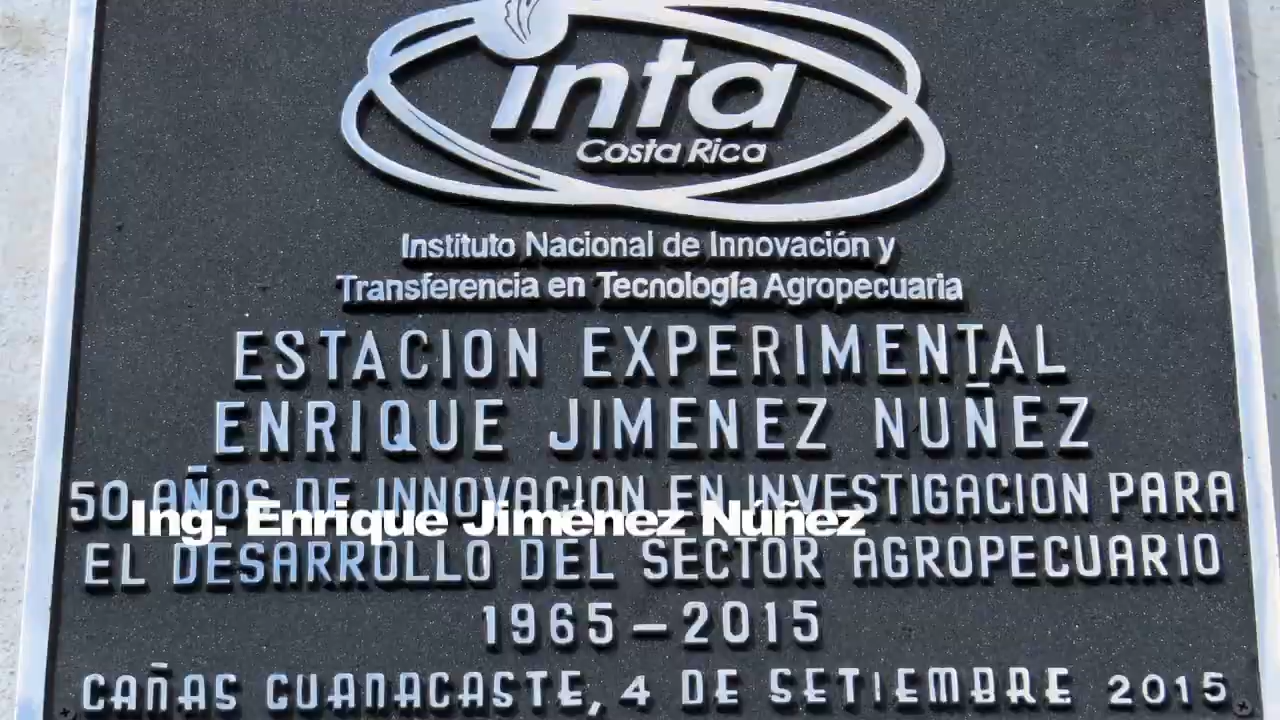 inta
Costa Rica
Instituto Nacional de Innovación y
Transferencia en Tecnología Agropecuaria
ESTACION EXPERIMENTAL
ENRIQUE JIMENEZ NUÑEZ
50 AÑOS DE INNOVACION EN INVESTIGACION PARA
Ing. Enrique Jiménez Núñez
EL DESARROLLO DEL SECTOR AGROPECUARIO
1965-2015
CAÑAS GUANACASTE, 4 DE SETIEMBRE 2015